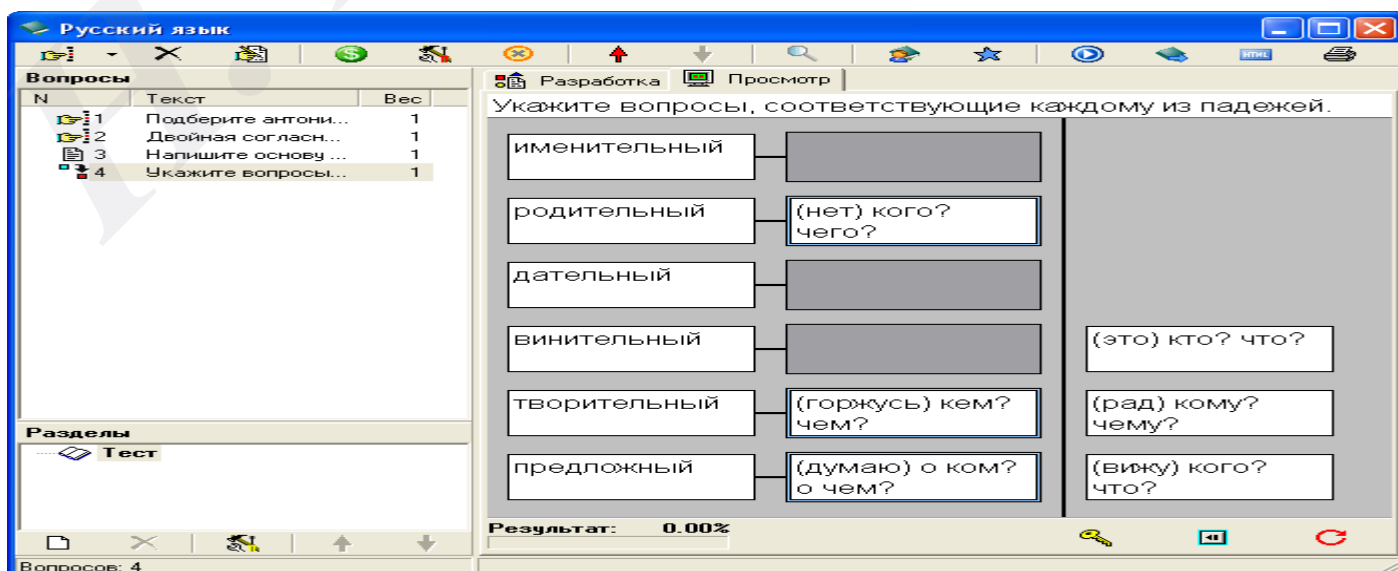 Русский язык
HTML
Вопросы
Разработка
Просмотр
N Текст Вес
1 Подберите антони... 1
2 Двойная согласн... 1
3 Напишите основу ... 1
4 Укажите вопросы... 1
Укажите вопросы, соответствующие каждому из падежей.
именительный
родительный
(нет) кого?
чего?
дательный
винительный
(это) кто? что?
творительный
(горжусь) кем?
чем?
(рад) кому?
чему?
предложный
(думаю) о ком?
о чем?
(вижу) кого?
что?
Разделы
Тест
Результат: 0.00%
Вопросов: 4